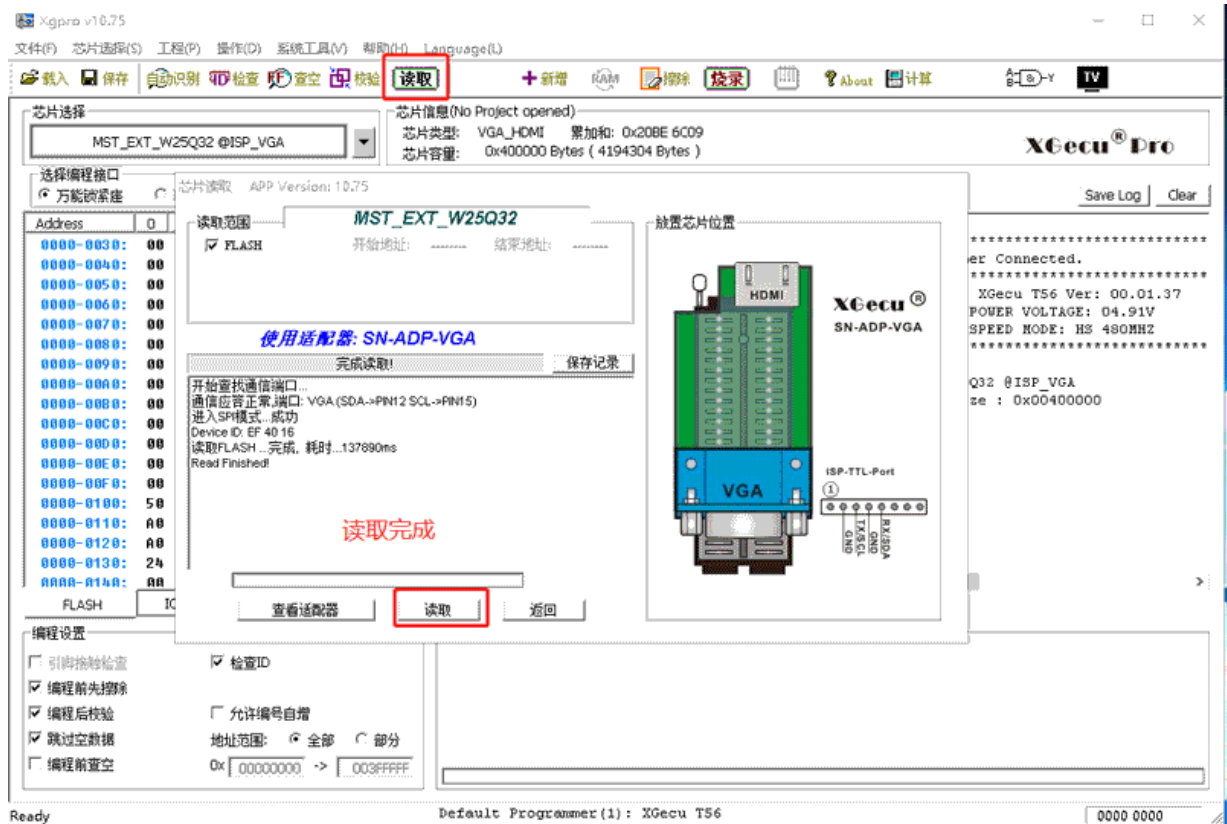 Xgpro v10.75
文件(F) 芯片选择(S) 工程(P) 操作(D) 系统工具(V) 帮助(H) Language(L)
载入 保存 自动识别 检查 查空 校验 读取 新增 RAM 擦除 烧录 About 计算 TV
芯片选择
MST_EXT_W25Q32 @ISP_VGA
芯片信息(No Project opened)
芯片类型: VGA_HDMI 累加和: 0x20BE 6C09
芯片容量: 0x400000 Bytes ( 4194304 Bytes )
XGecu® Pro
选择编程接口
万能锁紧座
Save Log Clear
芯片读取 APP Version: 10.75
Address 0
0000-0030: 00
0000-0040: 00
0000-0050: 00
0000-0060: 00
0000-0070: 00
0000-0080: 00
0000-0090: 00
0000-00A0: 00
0000-00B0: 00
0000-00C0: 00
0000-00D0: 00
0000-00E0: 00
0000-00F0: 00
0000-0100: 50
0000-0110: A0
0000-0120: A0
0000-0130: 24
0000-0140: 00
FLASH
读取范围 MST_EXT_W25Q32
FLASH 开始地址: -------- 结束地址: --------
使用适配器: SN-ADP-VGA
完成读取! 保存记录
开始查找通信端口...
通信应答正常,端口: VGA (SDA->PIN12 SCL->PIN15)
进入SPI模式...成功
Device ID: EF 40 16
读取FLASH ...完成, 耗时...137890ms
Read Finished!
读取完成
查看适配器 读取 返回
放置芯片位置
HDMI
XGecu®
SN-ADP-VGA
VGA
ISP-TTL-Port
1
GND
TX/SCL
GND
RX/SDA
****************************
er Connected.
****************************
XGecu T56 Ver: 00.01.37
POWER VOLTAGE: 04.91V
SPEED MODE: HS 480MHZ
****************************
Q32 @ISP_VGA
ze : 0x00400000
编程设置
引脚接触检查 检查ID
编程前先擦除
编程后校验 允许编号自增
跳过空数据 地址范围: 全部 部分
编程前查空 0x 00000000 -> 003FFFFF
Ready Default Programmer(1): XGecu T56 0000 0000